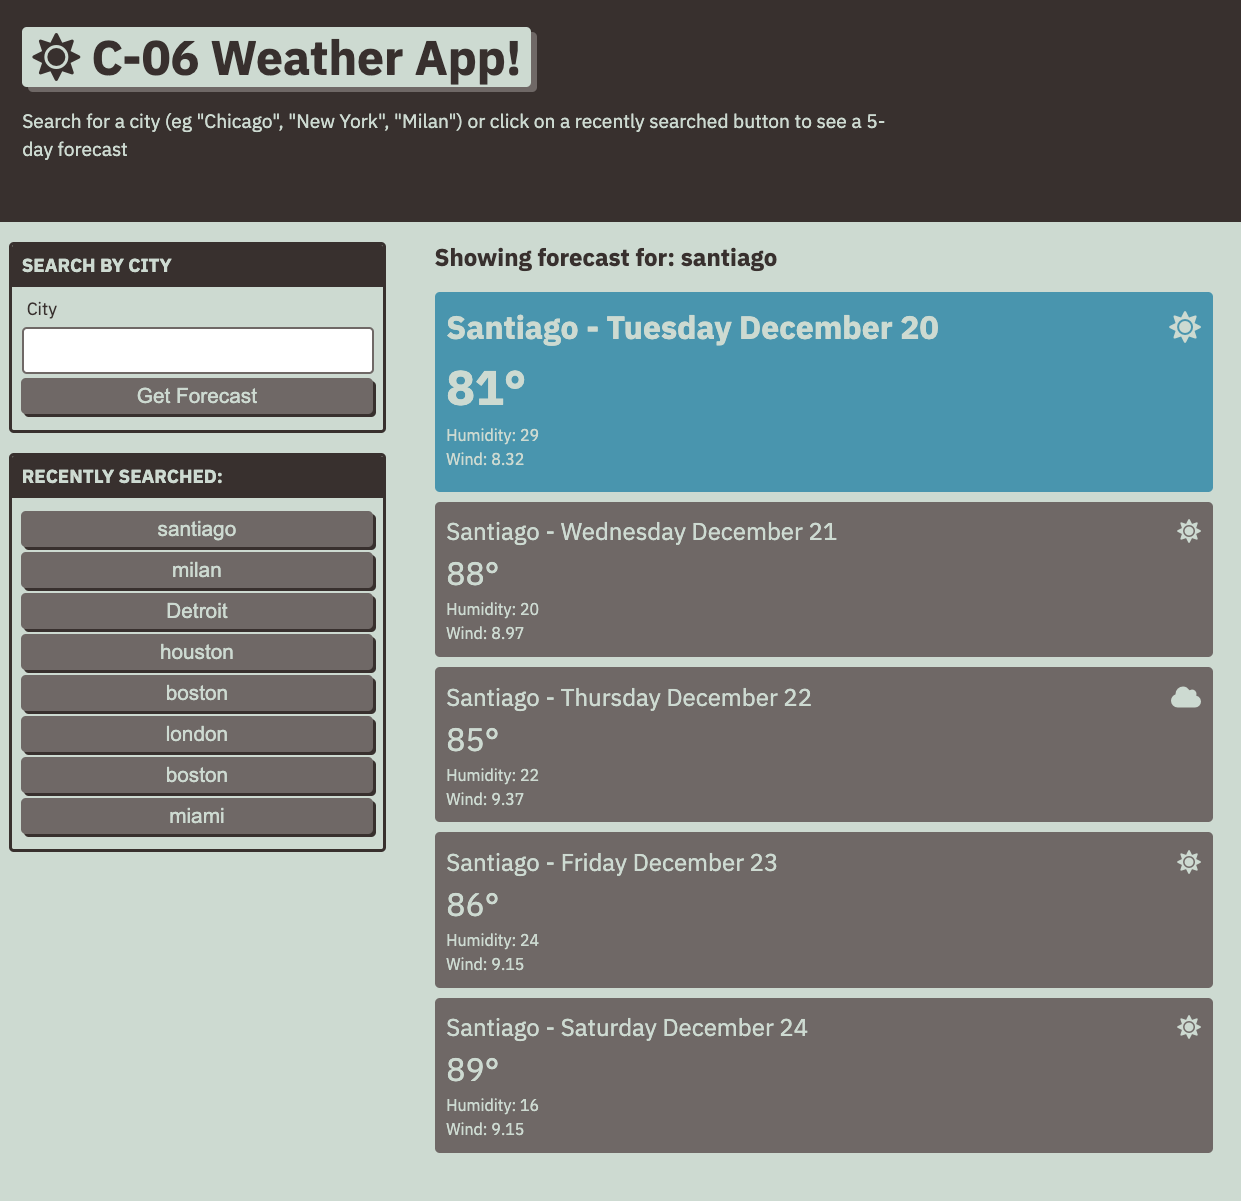 C-06 Weather App!
Search for a city (eg "Chicago", "New York", "Milan") or click on a recently searched button to see a 5-
day forecast
SEARCH BY CITY
City
Get Forecast
RECENTLY SEARCHED:
santiago
milan
Detroit
houston
boston
london
boston
miami
Showing forecast for: santiago
Santiago - Tuesday December 20
81°
Humidity: 29
Wind: 8.32
Santiago - Wednesday December 21
88°
Humidity: 20
Wind: 8.97
Santiago - Thursday December 22
85°
Humidity: 22
Wind: 9.37
Santiago - Friday December 23
86°
Humidity: 24
Wind: 9.15
Santiago - Saturday December 24
89°
Humidity: 16
Wind: 9.15